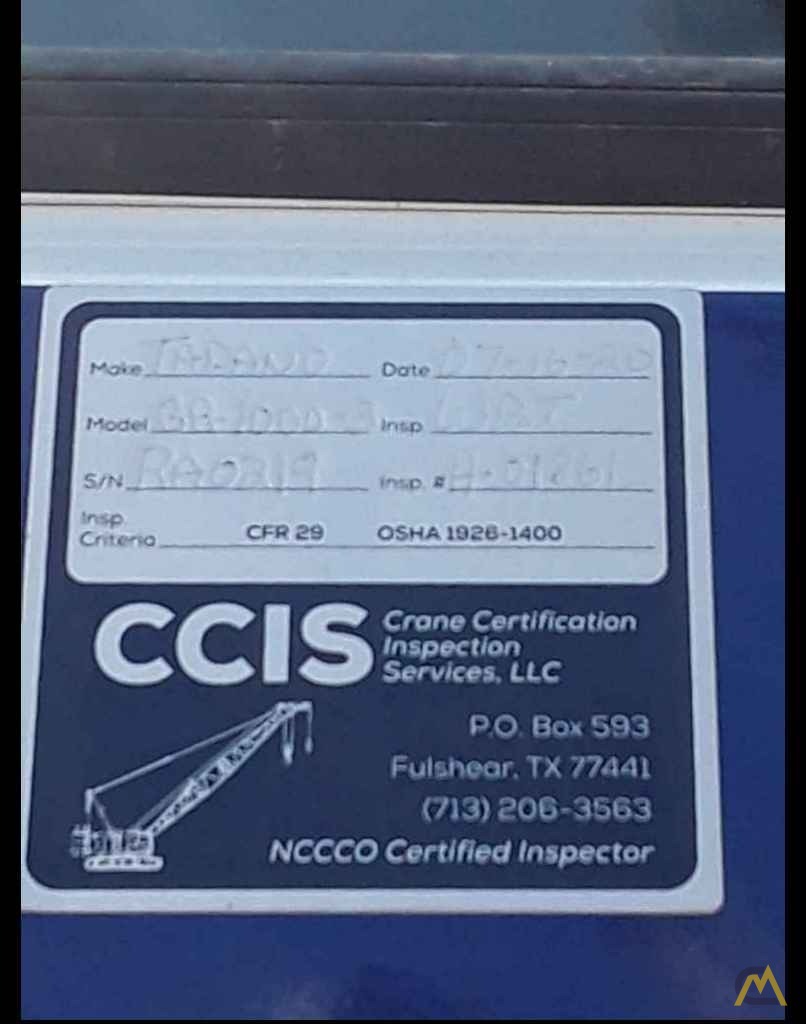 Make TADANO Date
Model Insp.
S/N Insp. #
Insp.
Criteria CFR 29 OSHA 1926-1400
CCIS Crane Certification
Inspection
Services, LLC
P.O. Box 593
Fulshear, TX 77441
(713) 206-3563
NCCCO Certified Inspector